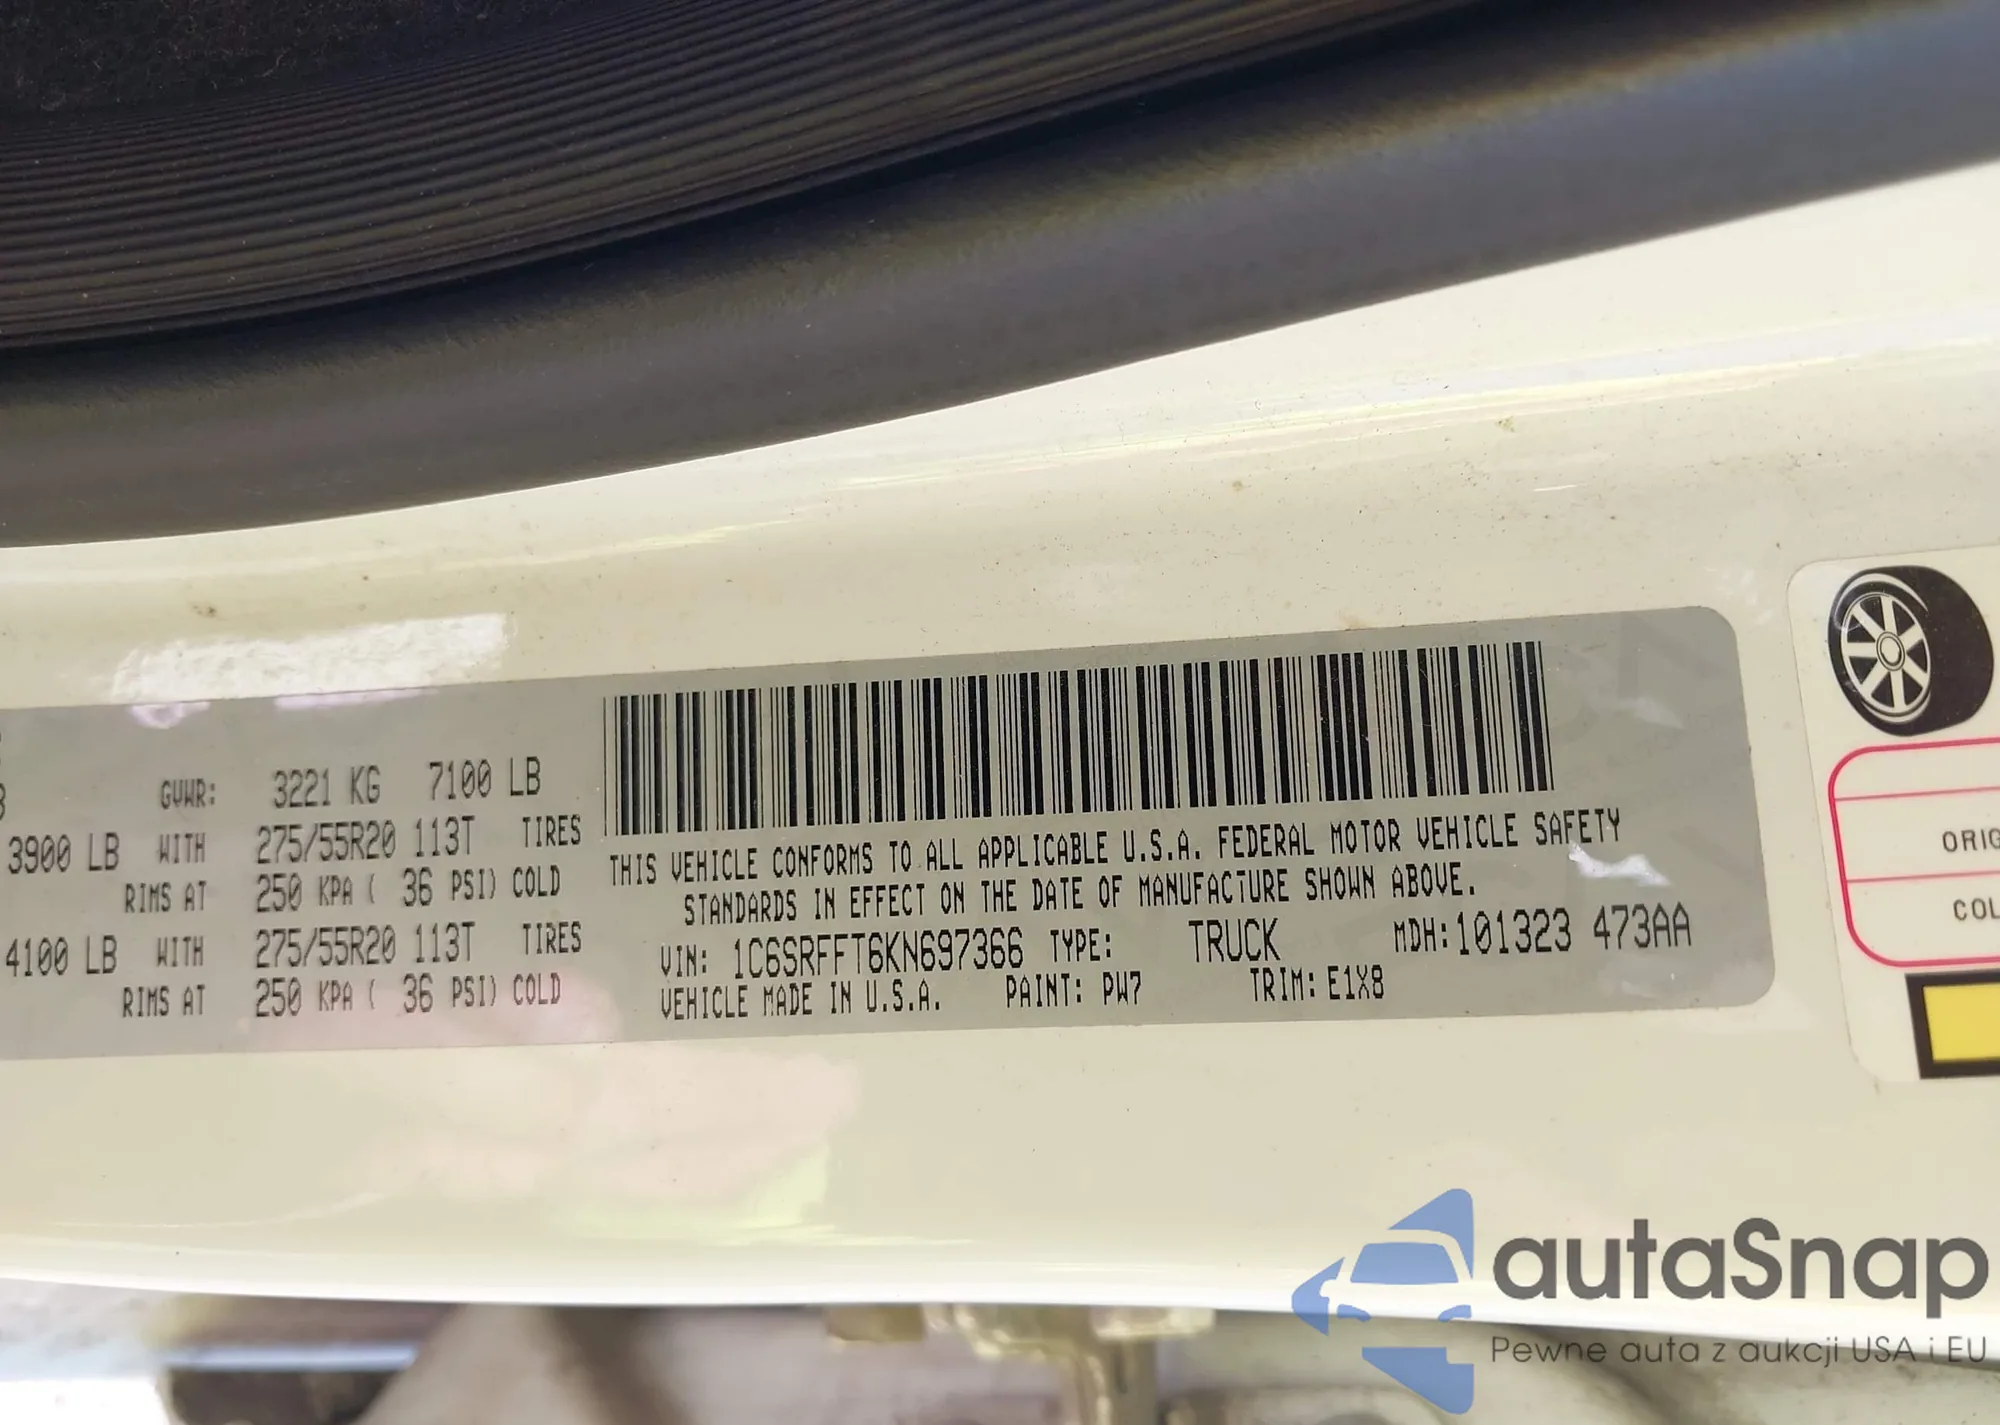 GVWR: 3221 KG 7100 LB
3900 LB WITH 275/55R20 113T TIRES
RIMS AT 250 KPA ( 36 PSI) COLD
4100 LB WITH 275/55R20 113T TIRES
RIMS AT 250 KPA ( 36 PSI) COLD
THIS VEHICLE CONFORMS TO ALL APPLICABLE U.S.A. FEDERAL MOTOR VEHICLE SAFETY
STANDARDS IN EFFECT ON THE DATE OF MANUFACTURE SHOWN ABOVE.
VIN: 1C6SRFFT6KN697366 TYPE: TRUCK MDH:101323 473AA
VEHICLE MADE IN U.S.A. PAINT: PW7 TRIM: E1X8
ORIG
COL
autaSnap
Pewne auta z aukcji USA i EU